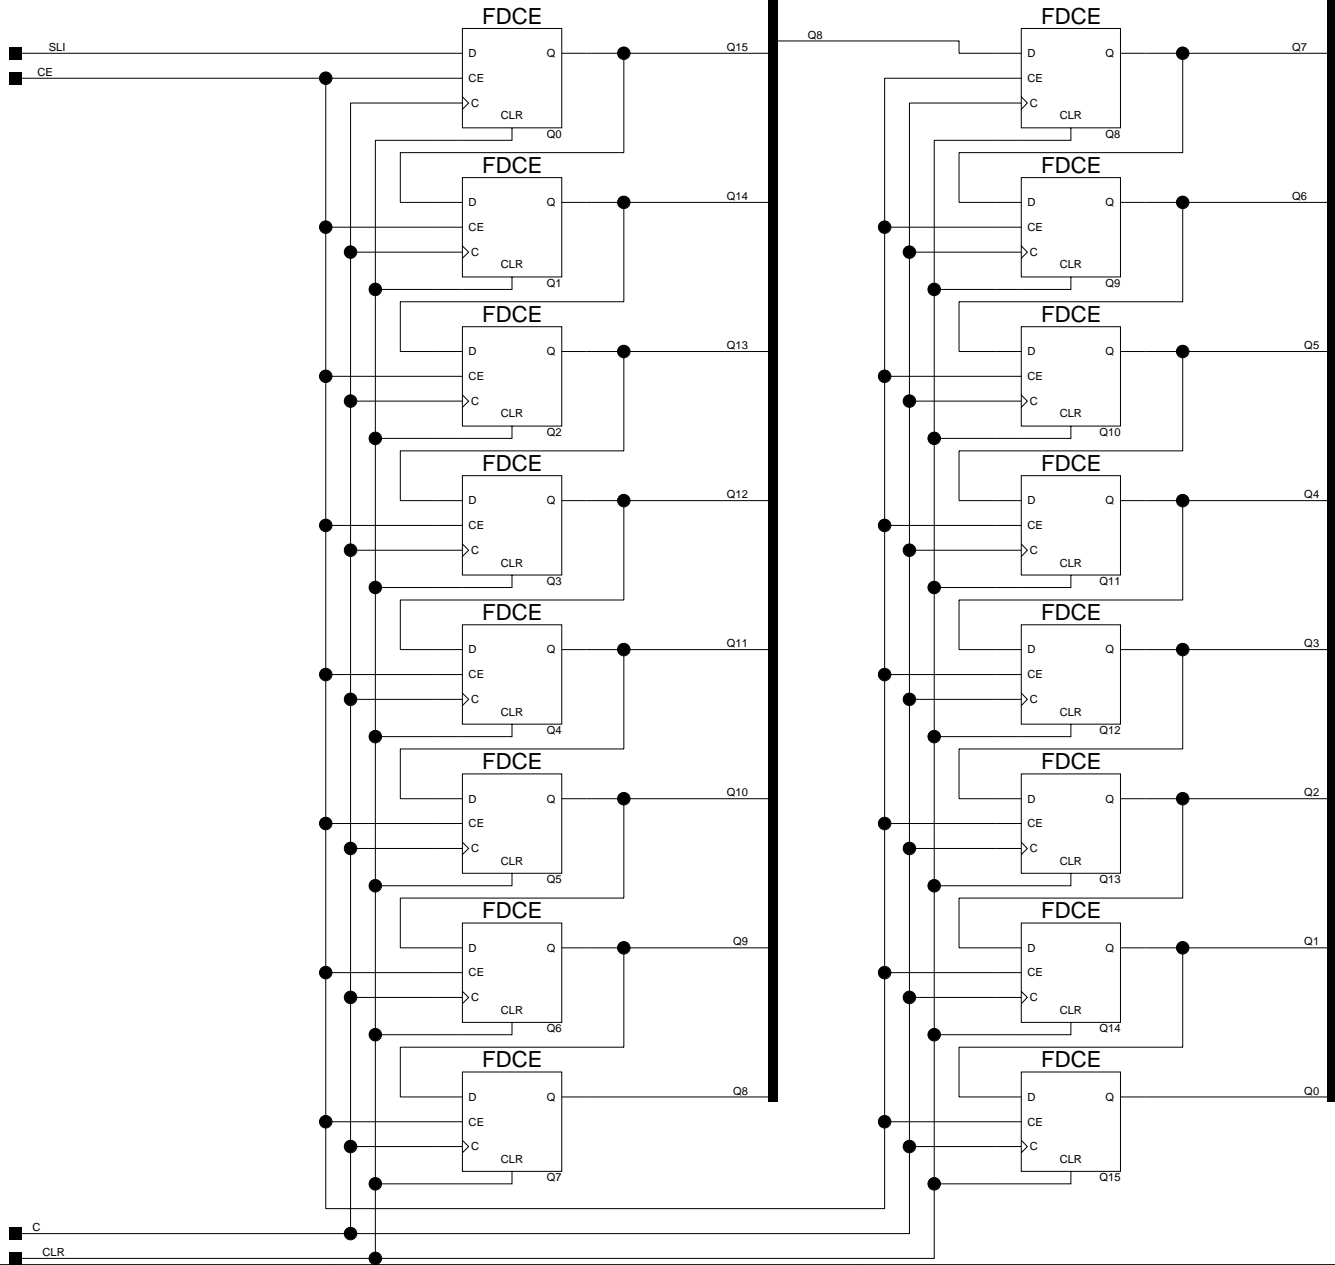 FDCE FDCE
SLI D Q Q15 Q8 D Q Q7
CE CE CE
C C
CLR CLR
Q0 Q8
FDCE FDCE
D Q Q14 D Q Q6
CE CE
C C
CLR CLR
Q1 Q9
FDCE FDCE
D Q Q13 D Q Q5
CE CE
C C
CLR CLR
Q2 Q10
FDCE FDCE
D Q Q12 D Q Q4
CE CE
C C
CLR CLR
Q3 Q11
FDCE FDCE
D Q Q11 D Q Q3
CE CE
C C
CLR CLR
Q4 Q12
FDCE FDCE
D Q Q10 D Q Q2
CE CE
C C
CLR CLR
Q5 Q13
FDCE FDCE
D Q Q9 D Q Q1
CE CE
C C
CLR CLR
Q6 Q14
FDCE FDCE
D Q Q8 D Q Q0
CE CE
C C
CLR CLR
Q7 Q15
C
CLR